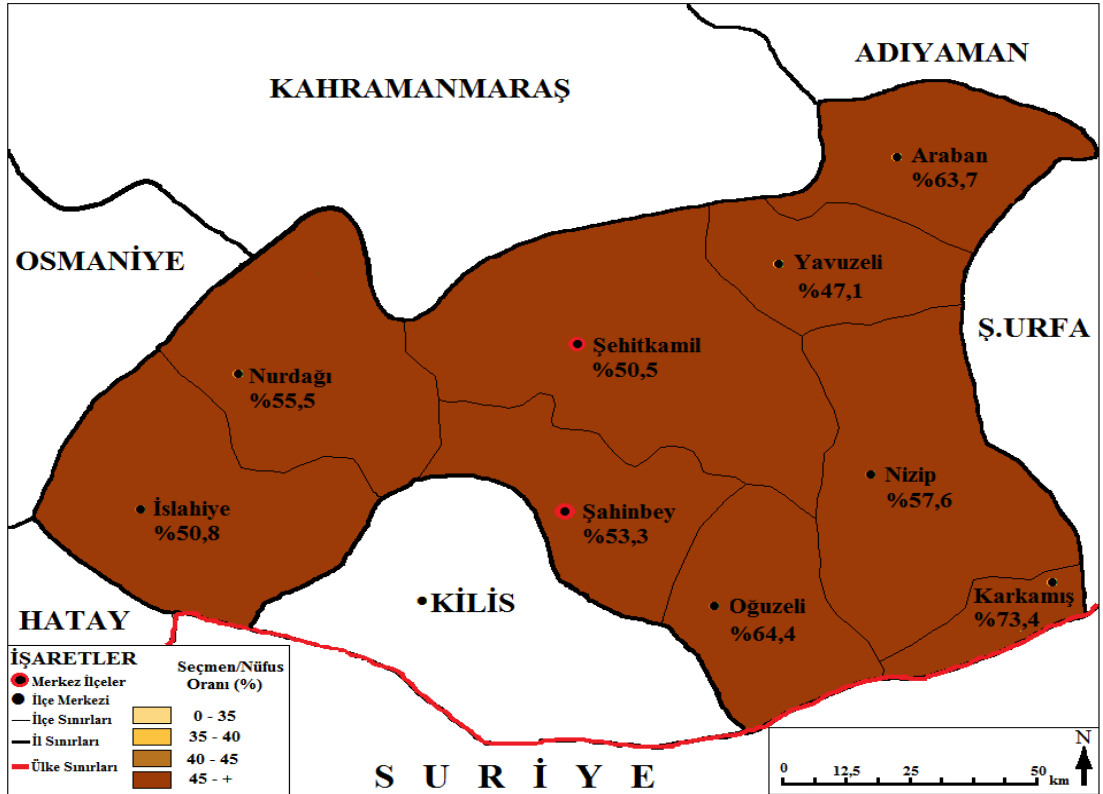 ADIYAMAN
KAHRAMANMARAŞ
Araban
%63,7
OSMANİYE
Yavuzeli
%47,1
Ş.URFA
Şehitkamil
%50,5
Nurdağı
%55,5
Nizip
%57,6
İslahiye
%50,8
Şahinbey
%53,3
KİLİS
Oğuzeli
%64,4
Karkamış
%73,4
HATAY
İŞARETLER
Merkez İlçeler
İlçe Merkezi
İlçe Sınırları
İl Sınırları
Ülke Sınırları
Seçmen/Nüfus
Oranı (%)
0 - 35
35 - 40
40 - 45
45 - +
S U R İ Y E
N
0 12,5 25 50
km